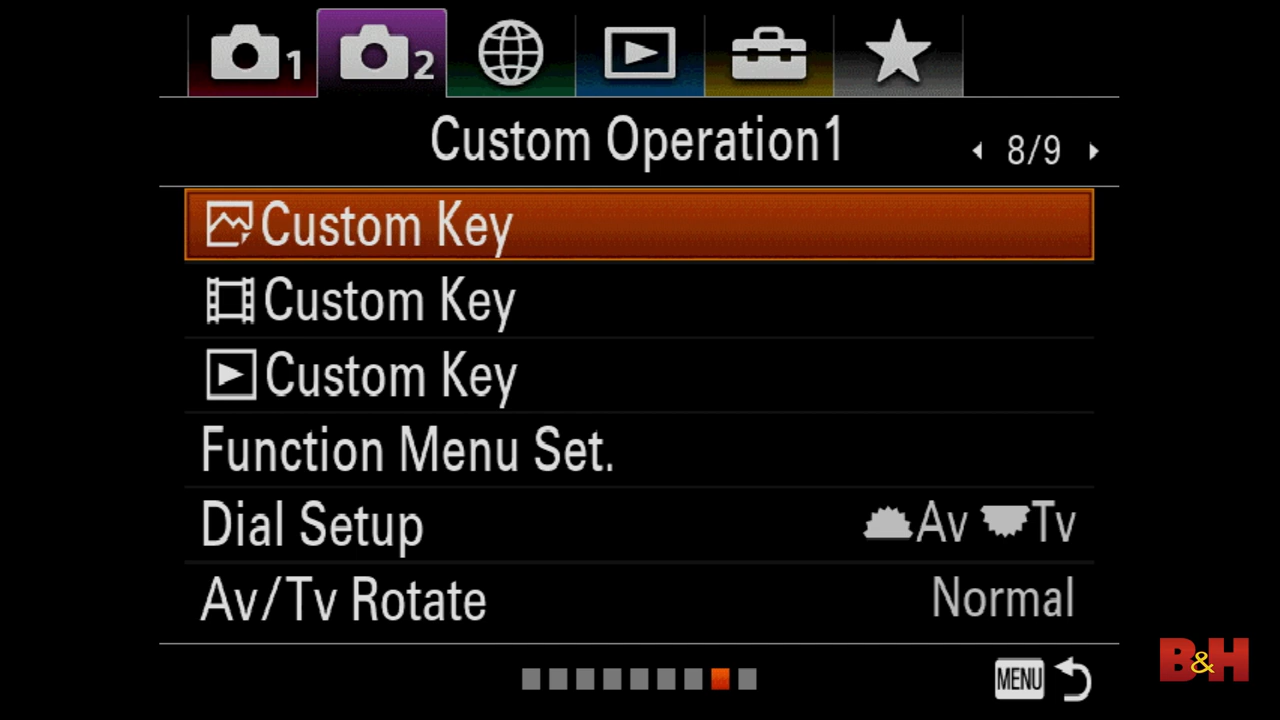 1
2
Custom Operation1
8/9
Custom Key
Custom Key
Custom Key
Function Menu Set.
Dial Setup Av Tv
Av/Tv Rotate Normal
MENU
B&H